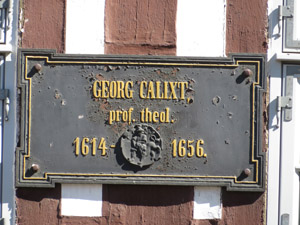 GEORG CALIXT,
prof. theol.
1614 - 1656.